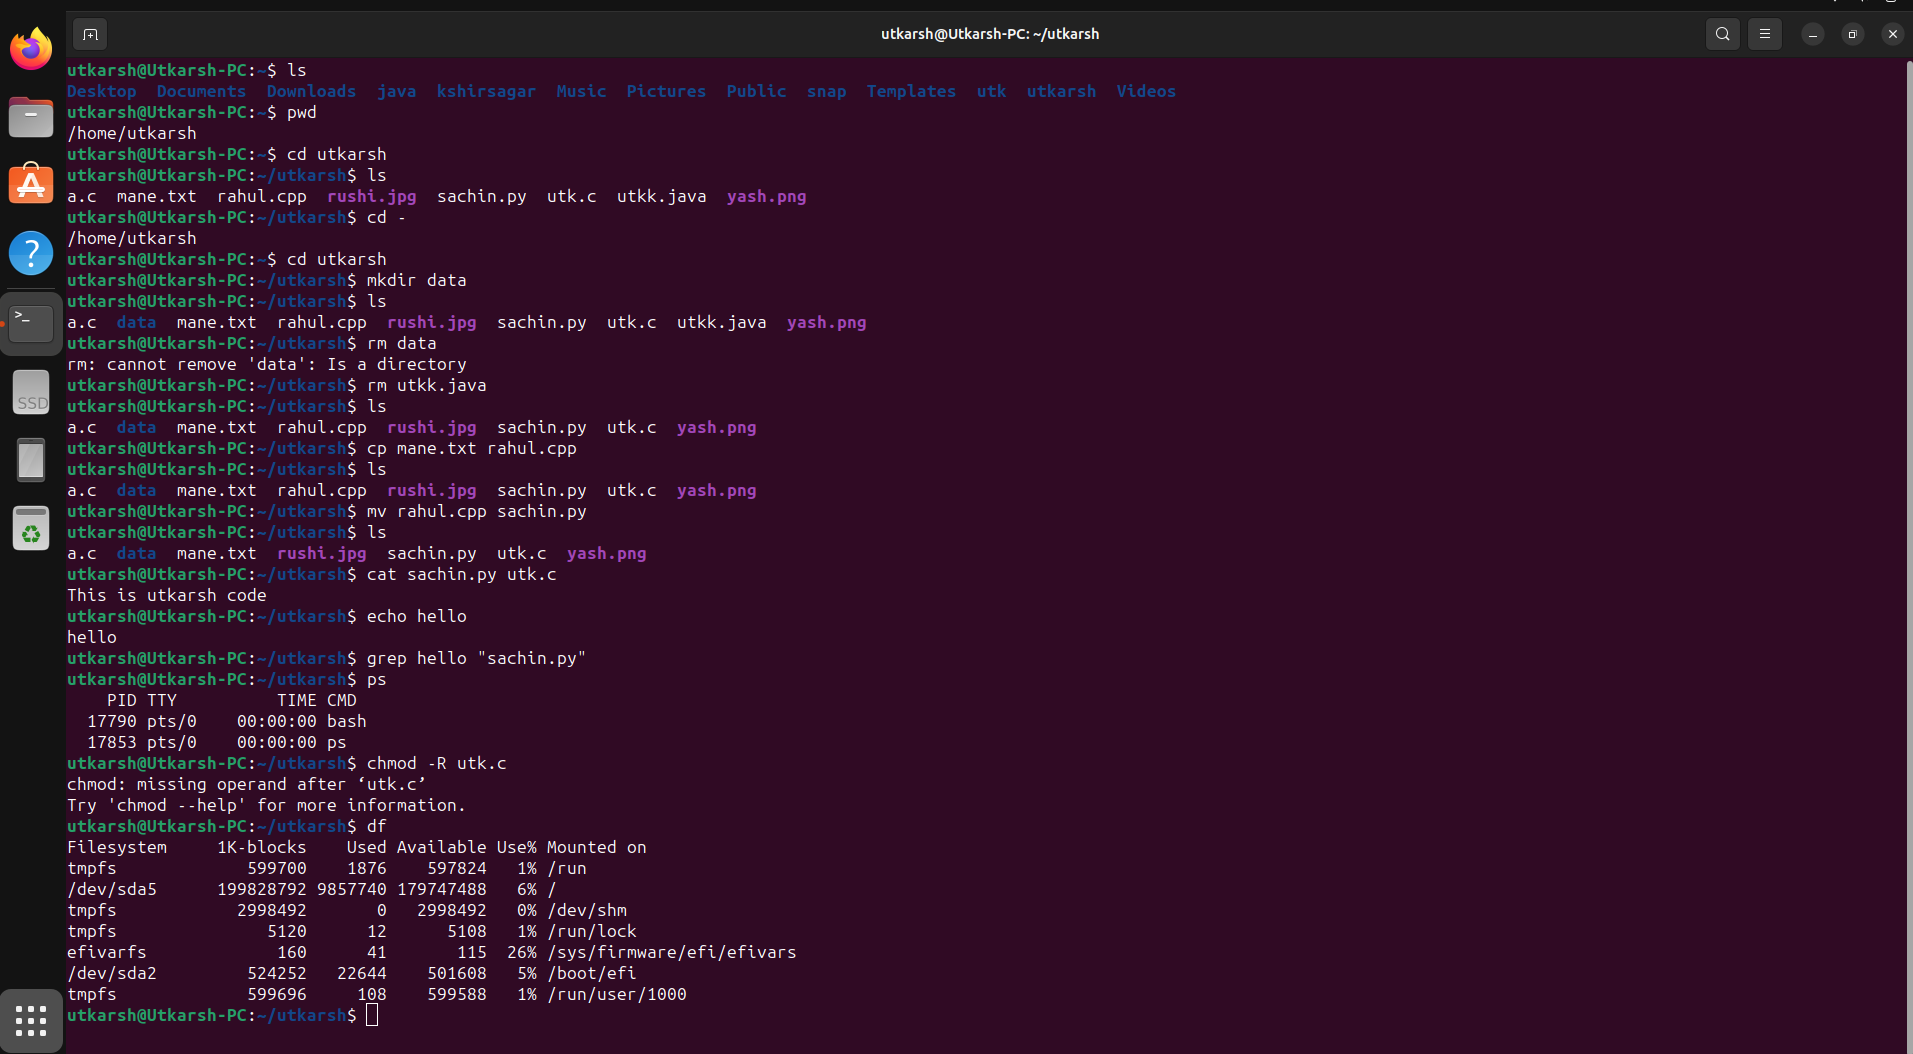 utkarsh@Utkarsh-PC: ~/utkarsh
utkarsh@Utkarsh-PC:~$ ls
Desktop  Documents  Downloads  java  kshirsagar  Music  Pictures  Public  snap  Templates  utk  utkarsh  Videos
utkarsh@Utkarsh-PC:~$ pwd
/home/utkarsh
utkarsh@Utkarsh-PC:~$ cd utkarsh
utkarsh@Utkarsh-PC:~/utkarsh$ ls
a.c  mane.txt  rahul.cpp  rushi.jpg  sachin.py  utk.c  utkk.java  yash.png
utkarsh@Utkarsh-PC:~/utkarsh$ cd -
/home/utkarsh
utkarsh@Utkarsh-PC:~$ cd utkarsh
utkarsh@Utkarsh-PC:~/utkarsh$ mkdir data
utkarsh@Utkarsh-PC:~/utkarsh$ ls
a.c  data  mane.txt  rahul.cpp  rushi.jpg  sachin.py  utk.c  utkk.java  yash.png
utkarsh@Utkarsh-PC:~/utkarsh$ rm data
rm: cannot remove 'data': Is a directory
utkarsh@Utkarsh-PC:~/utkarsh$ rm utkk.java
utkarsh@Utkarsh-PC:~/utkarsh$ ls
a.c  data  mane.txt  rahul.cpp  rushi.jpg  sachin.py  utk.c  yash.png
utkarsh@Utkarsh-PC:~/utkarsh$ cp mane.txt rahul.cpp
utkarsh@Utkarsh-PC:~/utkarsh$ ls
a.c  data  mane.txt  rahul.cpp  rushi.jpg  sachin.py  utk.c  yash.png
utkarsh@Utkarsh-PC:~/utkarsh$ mv rahul.cpp sachin.py
utkarsh@Utkarsh-PC:~/utkarsh$ ls
a.c  data  mane.txt  rushi.jpg  sachin.py  utk.c  yash.png
utkarsh@Utkarsh-PC:~/utkarsh$ cat sachin.py utk.c
This is utkarsh code
utkarsh@Utkarsh-PC:~/utkarsh$ echo hello
hello
utkarsh@Utkarsh-PC:~/utkarsh$ grep hello "sachin.py"
utkarsh@Utkarsh-PC:~/utkarsh$ ps
    PID TTY          TIME CMD
  17790 pts/0    00:00:00 bash
  17853 pts/0    00:00:00 ps
utkarsh@Utkarsh-PC:~/utkarsh$ chmod -R utk.c
chmod: missing operand after ‘utk.c’
Try 'chmod --help' for more information.
utkarsh@Utkarsh-PC:~/utkarsh$ df
Filesystem     1K-blocks    Used Available Use% Mounted on
tmpfs             599700    1876    597824   1% /run
/dev/sda5      199828792 9857740 179747488   6% /
tmpfs            2998492       0   2998492   0% /dev/shm
tmpfs               5120      12      5108   1% /run/lock
efivarfs             160      41       115  26% /sys/firmware/efi/efivars
/dev/sda2         524252   22644    501608   5% /boot/efi
tmpfs             599696     108    599588   1% /run/user/1000
utkarsh@Utkarsh-PC:~/utkarsh$
SSD